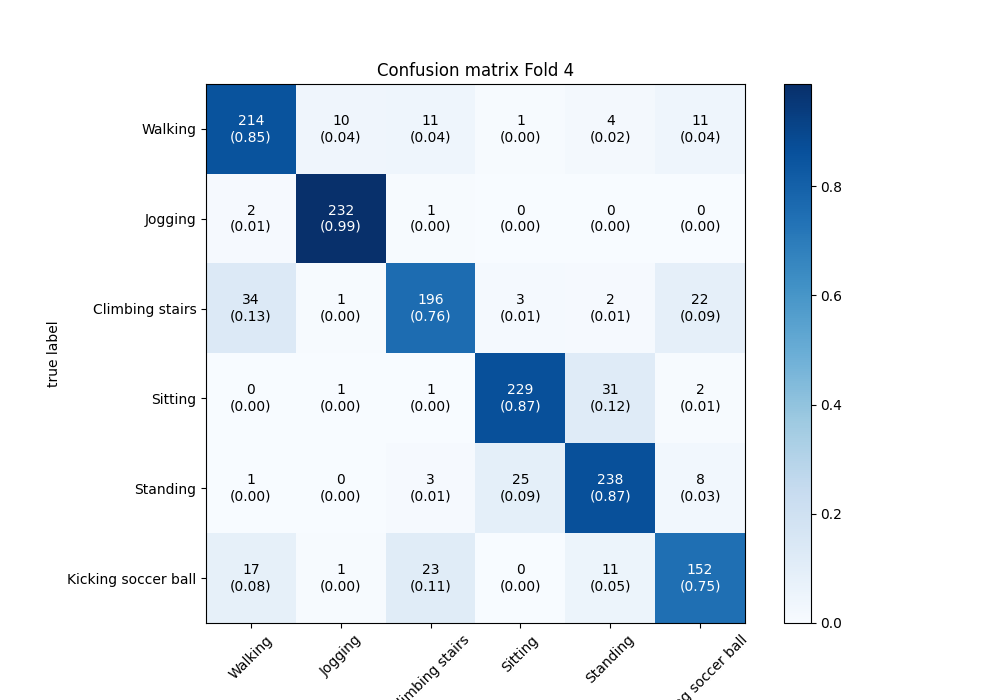 Confusion matrix Fold 4
true label
Walking
214 10 11 1 4 11
(0.85) (0.04) (0.04) (0.00) (0.02) (0.04)
Jogging
2 232 1 0 0 0
(0.01) (0.99) (0.00) (0.00) (0.00) (0.00)
Climbing stairs
34 1 196 3 2 22
(0.13) (0.00) (0.76) (0.01) (0.01) (0.09)
Sitting
0 1 1 229 31 2
(0.00) (0.00) (0.00) (0.87) (0.12) (0.01)
Standing
1 0 3 25 238 8
(0.00) (0.00) (0.01) (0.09) (0.87) (0.03)
Kicking soccer ball
17 1 23 0 11 152
(0.08) (0.00) (0.11) (0.00) (0.05) (0.75)
Walking
Jogging
limbing stairs
Sitting
Standing
g soccer ball
0.8
0.6
0.4
0.2
0.0